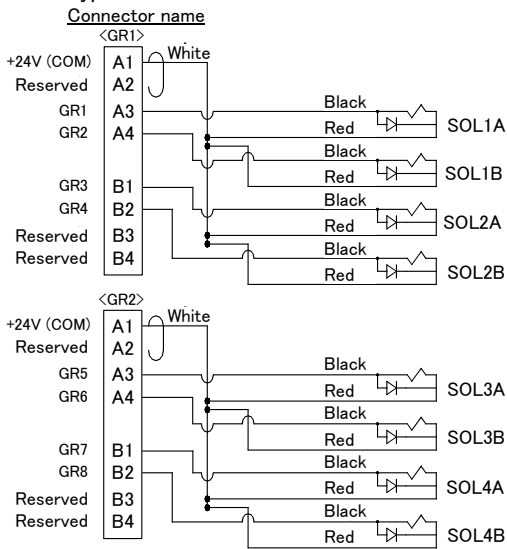 Connector name
<GR1>
White
+24V (COM) A1
Reserved A2
GR1 A3 Black
GR2 A4 Red SOL1A
Black
Red SOL1B
GR3 B1 Black
GR4 B2 Red SOL2A
Reserved B3 Black
Reserved B4 Red SOL2B
<GR2>
White
+24V (COM) A1
Reserved A2
GR5 A3 Black
GR6 A4 Red SOL3A
Black
Red SOL3B
GR7 B1 Black
GR8 B2 Red SOL4A
Reserved B3 Black
Reserved B4 Red SOL4B